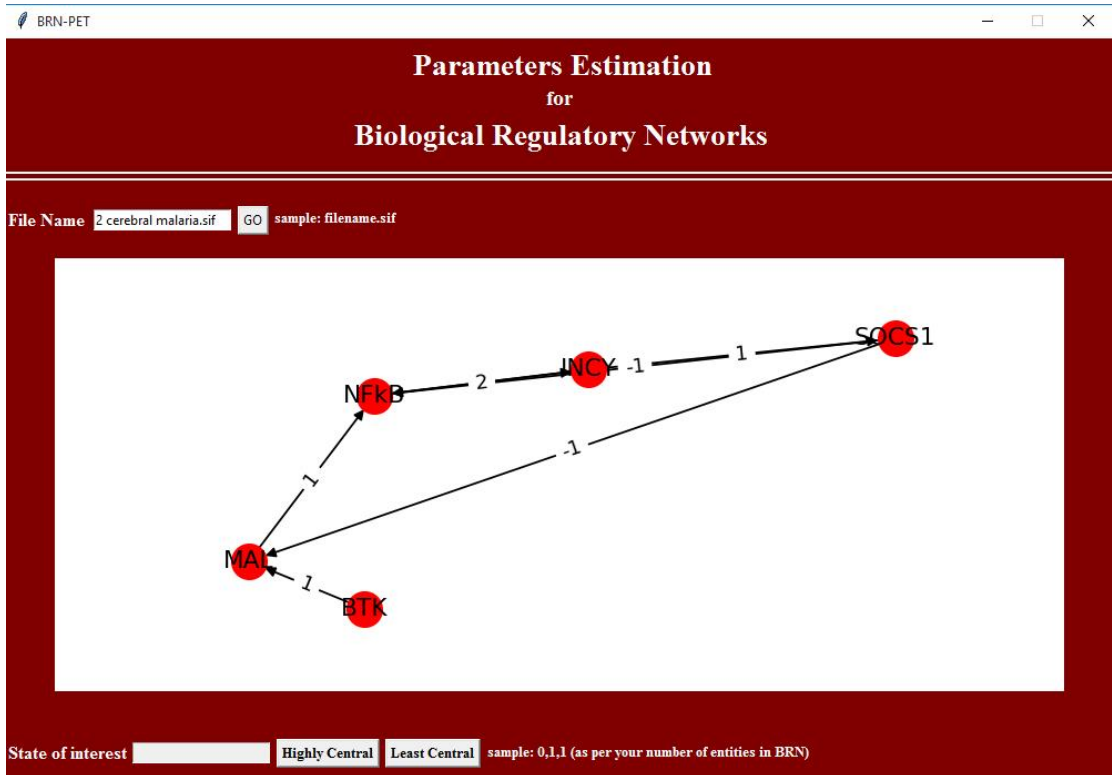 BRN-PET
Parameters Estimation
for
Biological Regulatory Networks
File Name 2 cerebral malaria.sif GO sample: filename.sif
SOCS1
1
INCY
-1
2
NFkB
-1
1
MAL
1
BTK
State of interest Highly Central Least Central sample: 0,1,1 (as per your number of entities in BRN)